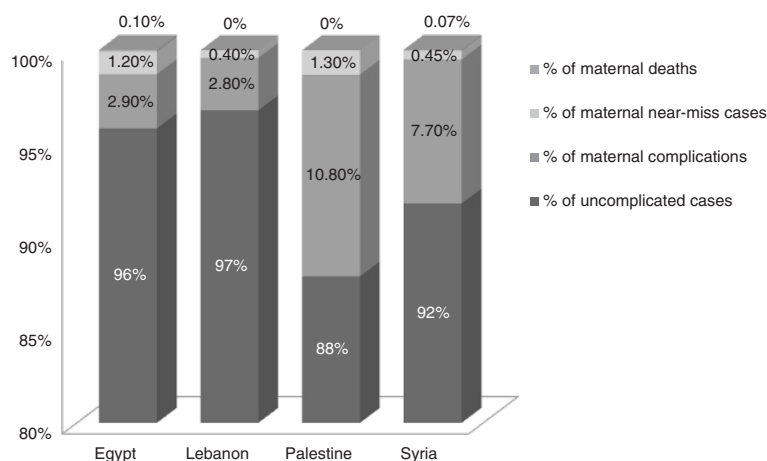 0.10% 0% 0% 0.07%
100%
1.20% 0.40% 1.30% 0.45%
2.90% 2.80% 10.80% 7.70%
95%
90%
96% 97% 88% 92%
85%
80%
Egypt Lebanon Palestine Syria
% of maternal deaths
% of maternal near-miss cases
% of maternal complications
% of uncomplicated cases